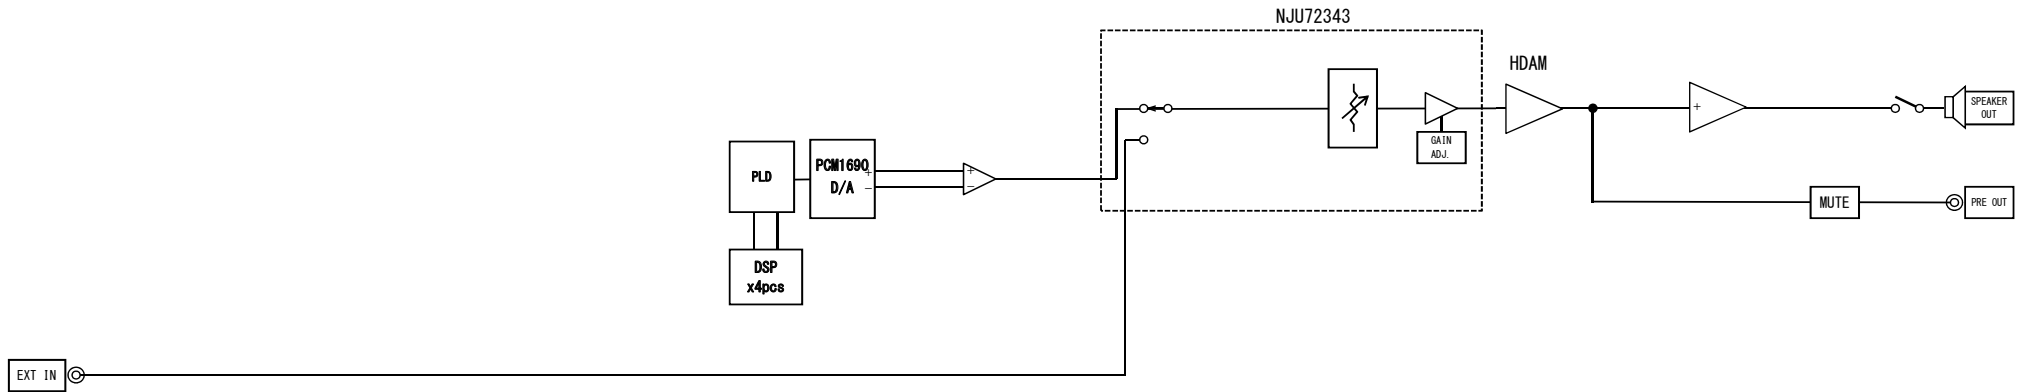 NJU72343
HDAM
SPEAKER
OUT
GAIN
ADJ.
PLD
PCM1690
D/A
+
−
+
−
+
MUTE
PRE OUT
DSP
x4pcs
EXT IN